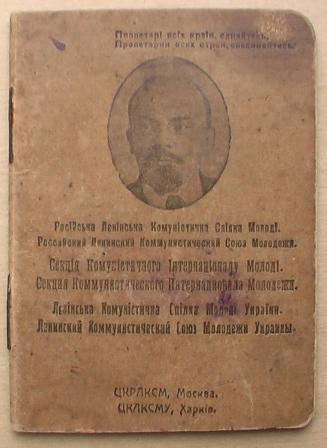 Пролетарі всіх країн, єднайтесь.
Пролетарии всех стран, соединяйтесь.
Російська Ленінська Комуністична Спілка Молоді.
Российский Ленинский Коммунистический Союз Молодежи.
Секція Комуністичного Інтернаціоналу Молоді.
Секция Коммунистического Интернационала Молодежи.
Ленінська Комуністична Спілка Молоді України.
Ленинский Коммунистический Союз Молодежи Украины.
ЦКРЛКСМ, Москва.
ЦКЛКСМУ, Харків.